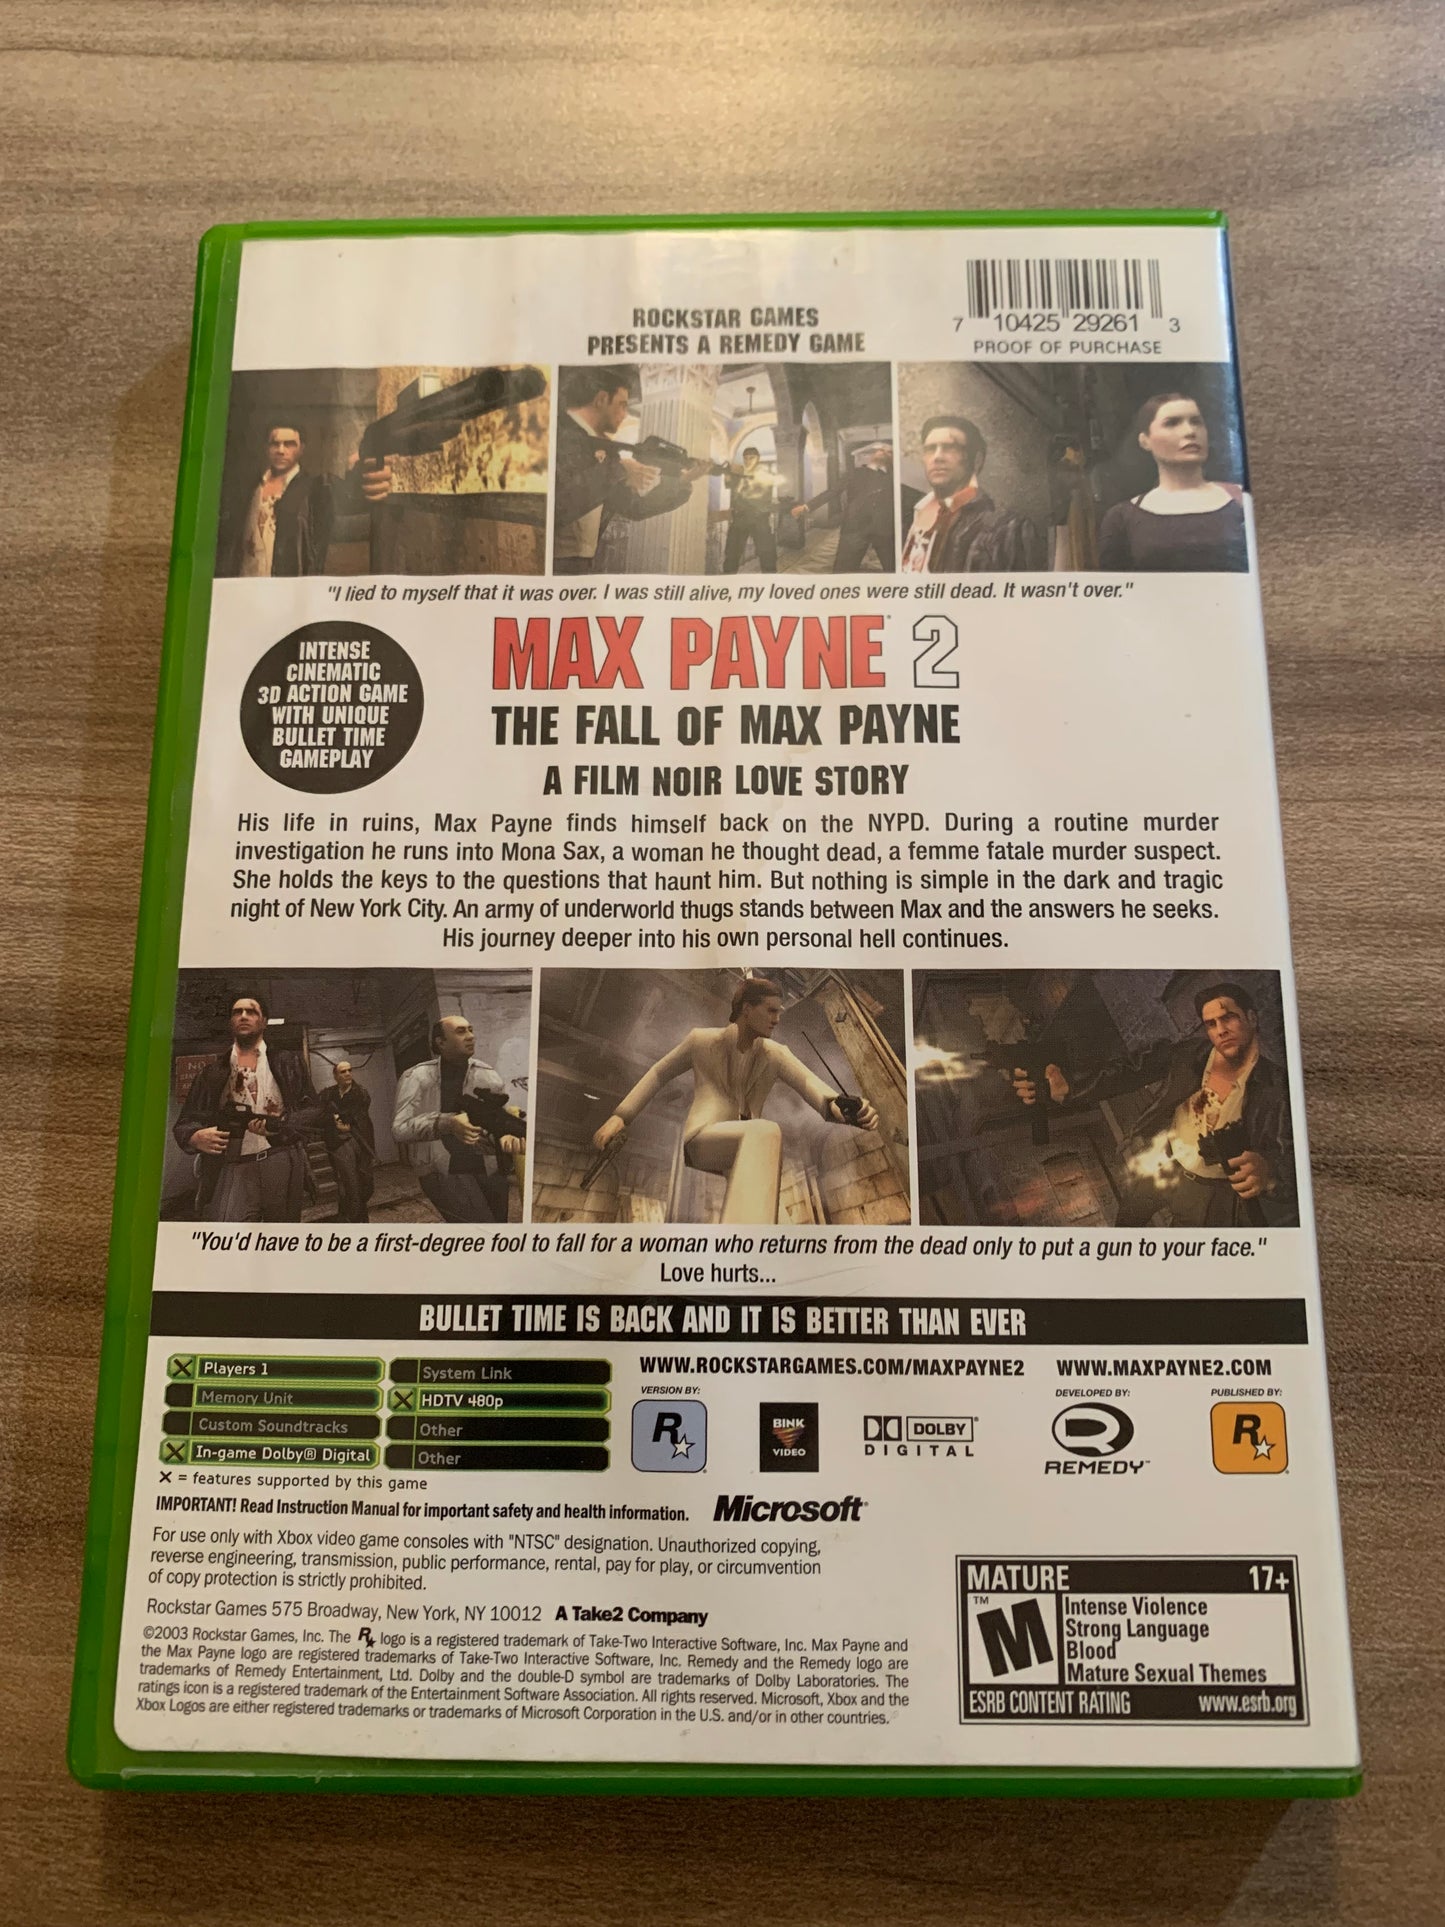 7 10425 29261 3
PROOF OF PURCHASE
ROCKSTAR GAMES
PRESENTS A REMEDY GAME
"I lied to myself that it was over. I was still alive, my loved ones were still dead. It wasn't over."
INTENSE
CINEMATIC
3D ACTION GAME
WITH UNIQUE
BULLET TIME
GAMEPLAY
MAX PAYNE 2
THE FALL OF MAX PAYNE
A FILM NOIR LOVE STORY
His life in ruins, Max Payne finds himself back on the NYPD. During a routine murder
investigation he runs into Mona Sax, a woman he thought dead, a femme fatale murder suspect.
She holds the keys to the questions that haunt him. But nothing is simple in the dark and tragic
night of New York City. An army of underworld thugs stands between Max and the answers he seeks.
His journey deeper into his own personal hell continues.
"You'd have to be a first-degree fool to fall for a woman who returns from the dead only to put a gun to your face."
Love hurts...
BULLET TIME IS BACK AND IT IS BETTER THAN EVER
X Players 1
Memory Unit
Custom Soundtracks
X In-game Dolby® Digital
System Link
X HDTV 480p
Other
Other
X = features supported by this game
WWW.ROCKSTARGAMES.COM/MAXPAYNE2 WWW.MAXPAYNE2.COM
VERSION BY:
R
BINK
VIDEO
DOLBY
DIGITAL
DEVELOPED BY:
REMEDY™
PUBLISHED BY:
R
IMPORTANT! Read Instruction Manual for important safety and health information.
Microsoft®
For use only with Xbox video game consoles with "NTSC" designation. Unauthorized copying,
reverse engineering, transmission, public performance, rental, pay for play, or circumvention
of copy protection is strictly prohibited.
Rockstar Games 575 Broadway, New York, NY 10012 A Take2 Company
©2003 Rockstar Games, Inc. The R logo is a registered trademark of Take-Two Interactive Software, Inc. Max Payne and
the Max Payne logo are registered trademarks of Take-Two Interactive Software, Inc. Remedy and the Remedy logo are
trademarks of Remedy Entertainment, Ltd. Dolby and the double-D symbol are trademarks of Dolby Laboratories. The
ratings icon is a registered trademark of the Entertainment Software Association. All rights reserved. Microsoft, Xbox and the
Xbox Logos are either registered trademarks or trademarks of Microsoft Corporation in the U.S. and/or in other countries.
MATURE 17+
M
™
Intense Violence
Strong Language
Blood
Mature Sexual Themes
ESRB CONTENT RATING www.esrb.org